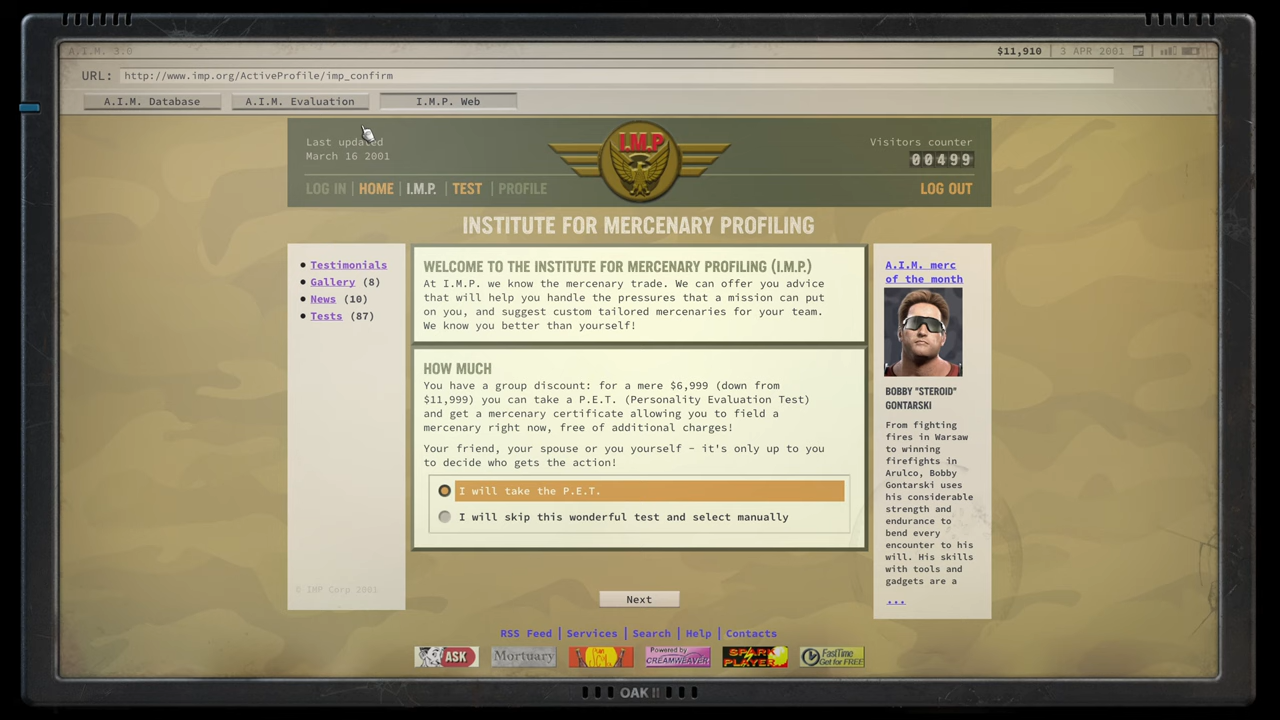 A.I.M. 3.0
$11,910 | 3 APR 2001
URL: http://www.imp.org/ActiveProfile/imp_confirm
A.I.M. Database
A.I.M. Evaluation
I.M.P. Web
Last updated
March 16 2001
I.M.P
Visitors counter
00499
LOG IN | HOME | I.M.P. | TEST | PROFILE
LOG OUT
INSTITUTE FOR MERCENARY PROFILING
Testimonials
Gallery (8)
News (10)
Tests (87)
© IMP Corp 2001
WELCOME TO THE INSTITUTE FOR MERCENARY PROFILING (I.M.P.)
At I.M.P. we know the mercenary trade. We can offer you advice
that will help you handle the pressures that a mission can put
on you, and suggest custom tailored mercenaries for your team.
We know you better than yourself!
HOW MUCH
You have a group discount: for a mere $6,999 (down from
$11,999) you can take a P.E.T. (Personality Evaluation Test)
and get a mercenary certificate allowing you to field a
mercenary right now, free of additional charges!
Your friend, your spouse or you yourself – it's only up to you
to decide who gets the action!
I will take the P.E.T.
I will skip this wonderful test and select manually
Next
A.I.M. merc
of the month
BOBBY "STEROID"
GONTARSKI
From fighting
fires in Warsaw
to winning
firefights in
Arulco, Bobby
Gontarski uses
his considerable
strength and
endurance to
bend every
encounter to his
will. His skills
with tools and
gadgets are a
...
RSS Feed | Services | Search | Help | Contacts
ASK
Mortuary
Powered by
CREAMWEAVER
SPARK
PLAYER
FastTime
Get for FREE
OAK II